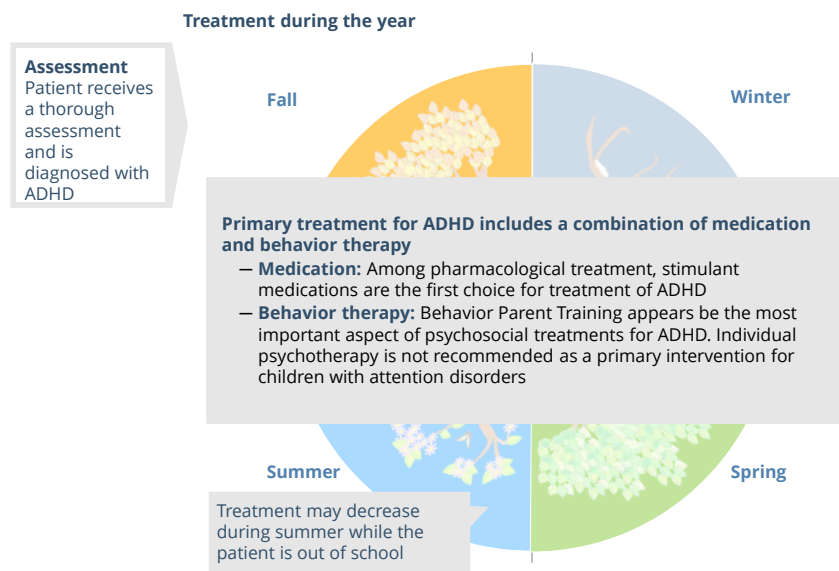 Treatment during the year
Assessment
Patient receives
a thorough
assessment
and is
diagnosed with
ADHD
Fall
Winter
Primary treatment for ADHD includes a combination of medication
and behavior therapy
– Medication: Among pharmacological treatment, stimulant
medications are the first choice for treatment of ADHD
– Behavior therapy: Behavior Parent Training appears be the most
important aspect of psychosocial treatments for ADHD. Individual
psychotherapy is not recommended as a primary intervention for
children with attention disorders
Summer
Spring
Treatment may decrease
during summer while the
patient is out of school